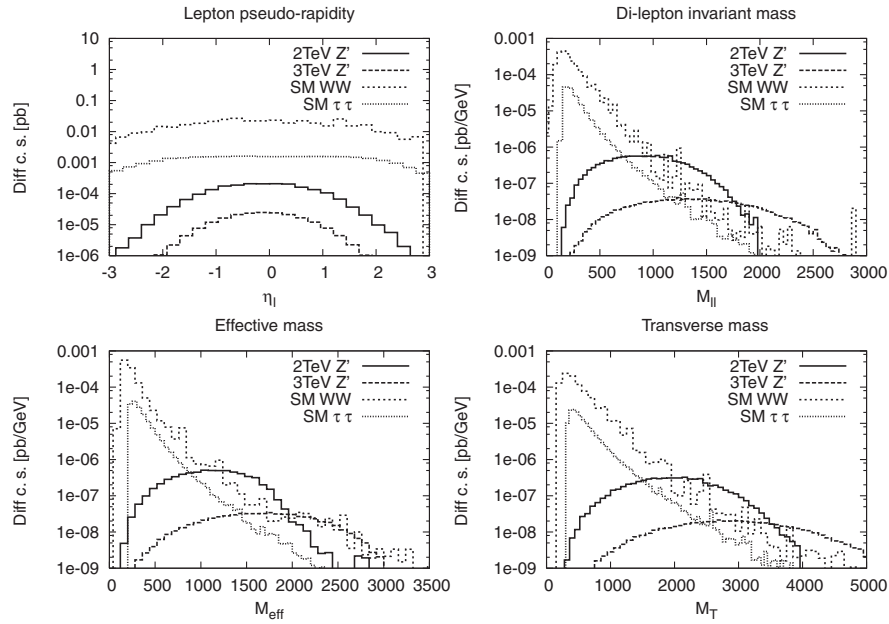 Lepton pseudo-rapidity
Diff c. s. [pb]
10
1
0.1
0.01
0.001
1e-04
1e-05
1e-06
-3 -2 -1 0 1 2 3
η_l
2TeV Z'
3TeV Z'
SM WW
SM τ τ
Di-lepton invariant mass
Diff c. s. [pb/GeV]
0.001
1e-04
1e-05
1e-06
1e-07
1e-08
1e-09
0 500 1000 1500 2000 2500 3000
M_ll
2TeV Z'
3TeV Z'
SM WW
SM τ τ
Effective mass
Diff c. s. [pb/GeV]
0.001
1e-04
1e-05
1e-06
1e-07
1e-08
1e-09
0 500 1000 1500 2000 2500 3000 3500
M_eff
2TeV Z'
3TeV Z'
SM WW
SM τ τ
Transverse mass
Diff c. s. [pb/GeV]
0.001
1e-04
1e-05
1e-06
1e-07
1e-08
1e-09
0 1000 2000 3000 4000 5000
M_T
2TeV Z'
3TeV Z'
SM WW
SM τ τ